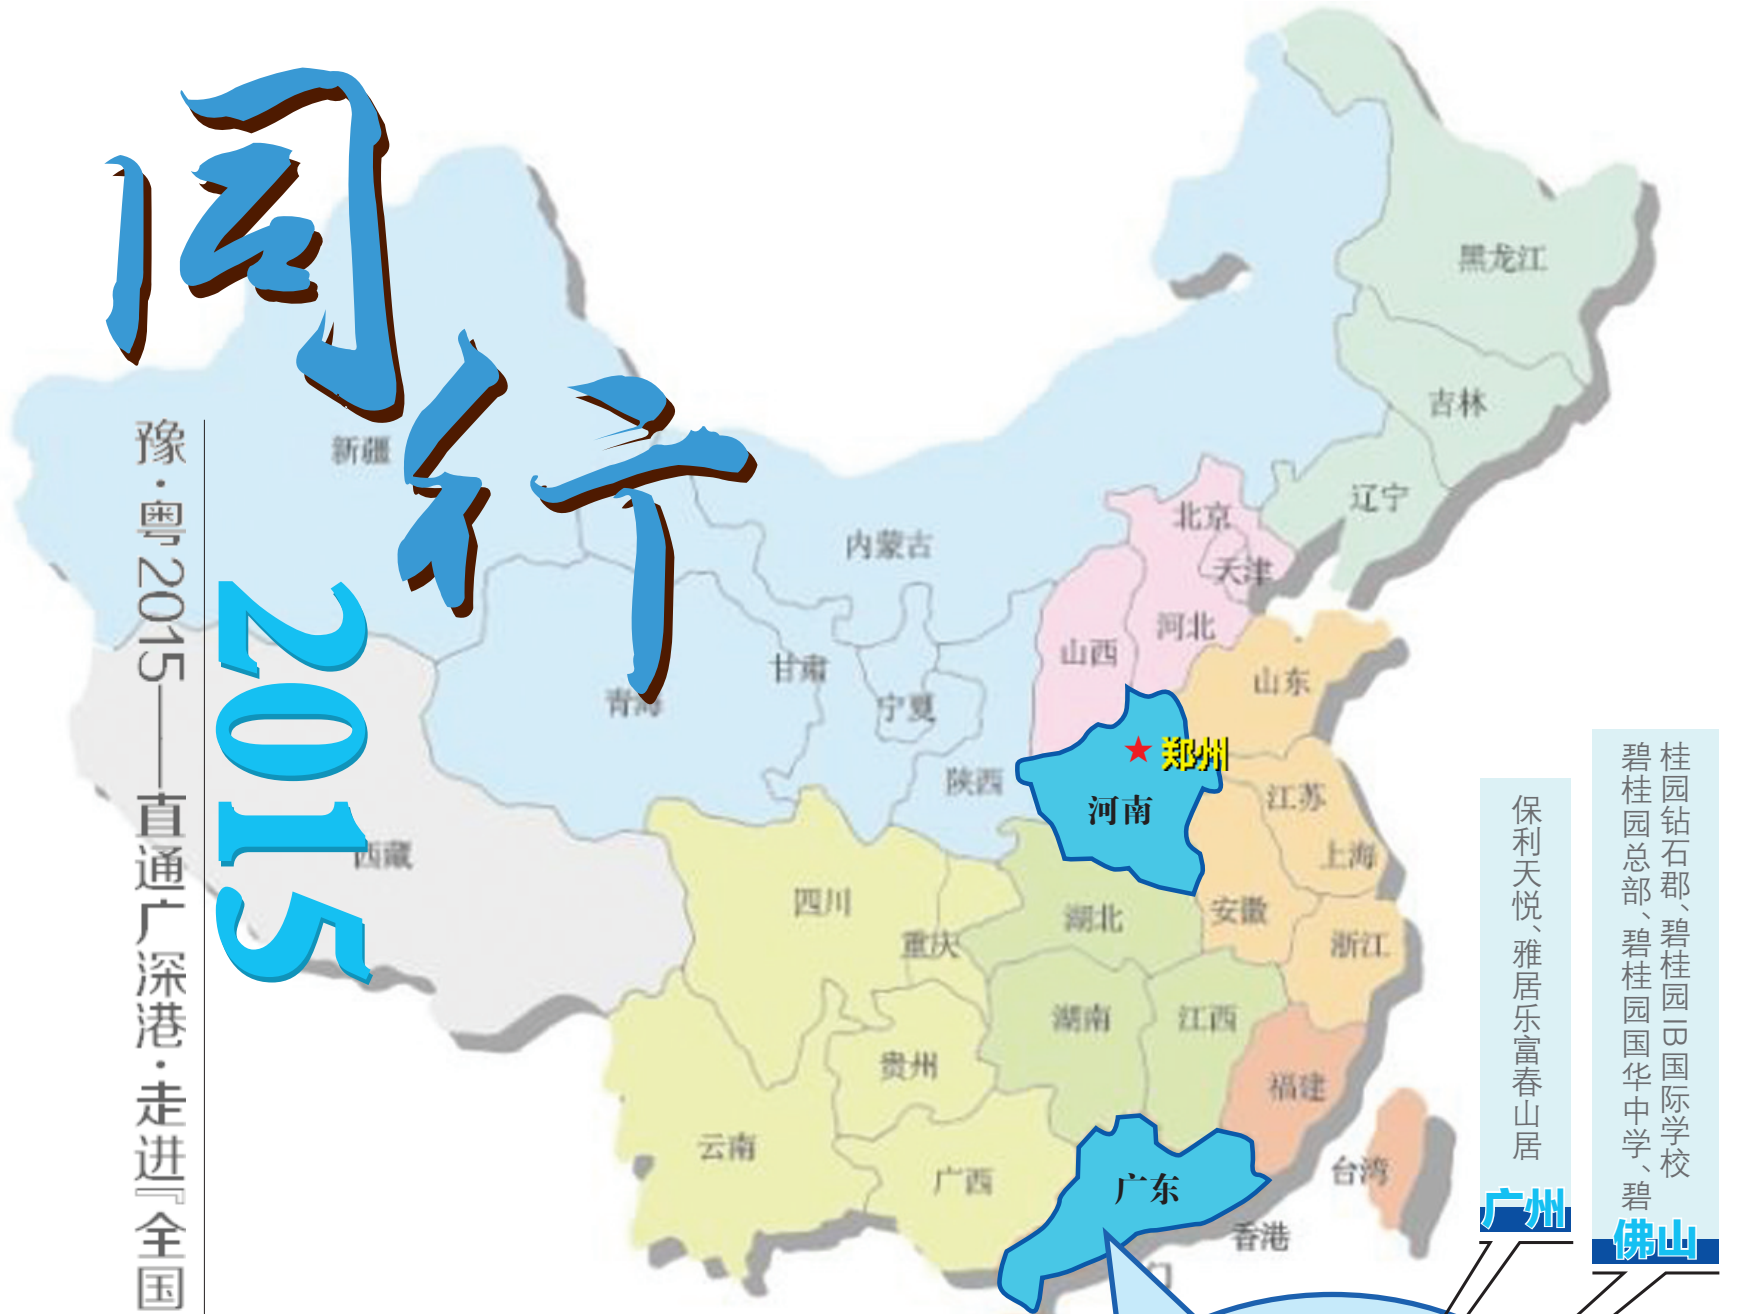 同行
2015
豫·粤2015——直通广深港·走进『全国
黑龙江
吉林
辽宁
新疆
内蒙古
北京
天津
河北
山西
山东
甘肃
青海
宁夏
陕西
郑州
河南
江苏
上海
安徽
浙江
西藏
四川
重庆
湖北
湖南
江西
贵州
福建
云南
广西
广东
台湾
香港
保利天悦、雅居乐富春山居
广州
碧桂园总部、碧桂园国华中学、碧
桂园钻石郡、碧桂园IB国际学校
佛山